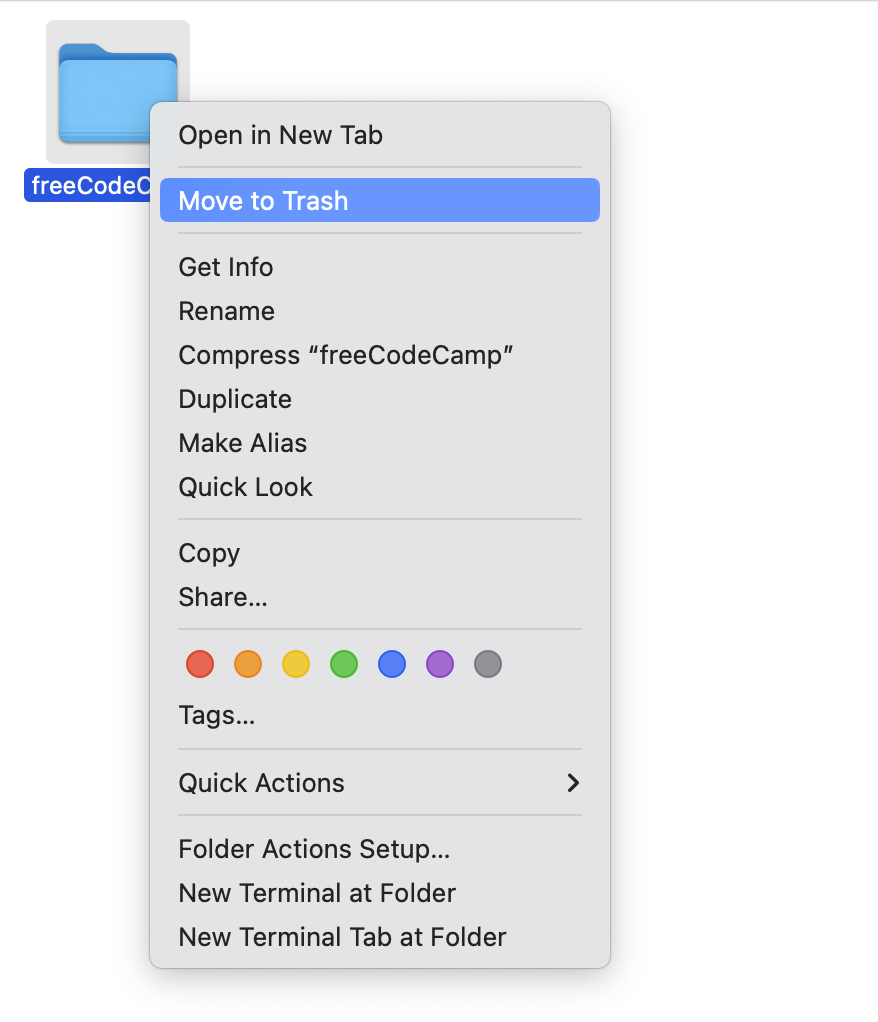 freeCodeC
Open in New Tab
Move to Trash
Get Info
Rename
Compress “freeCodeCamp”
Duplicate
Make Alias
Quick Look
Copy
Share...
Tags...
Quick Actions
Folder Actions Setup...
New Terminal at Folder
New Terminal Tab at Folder